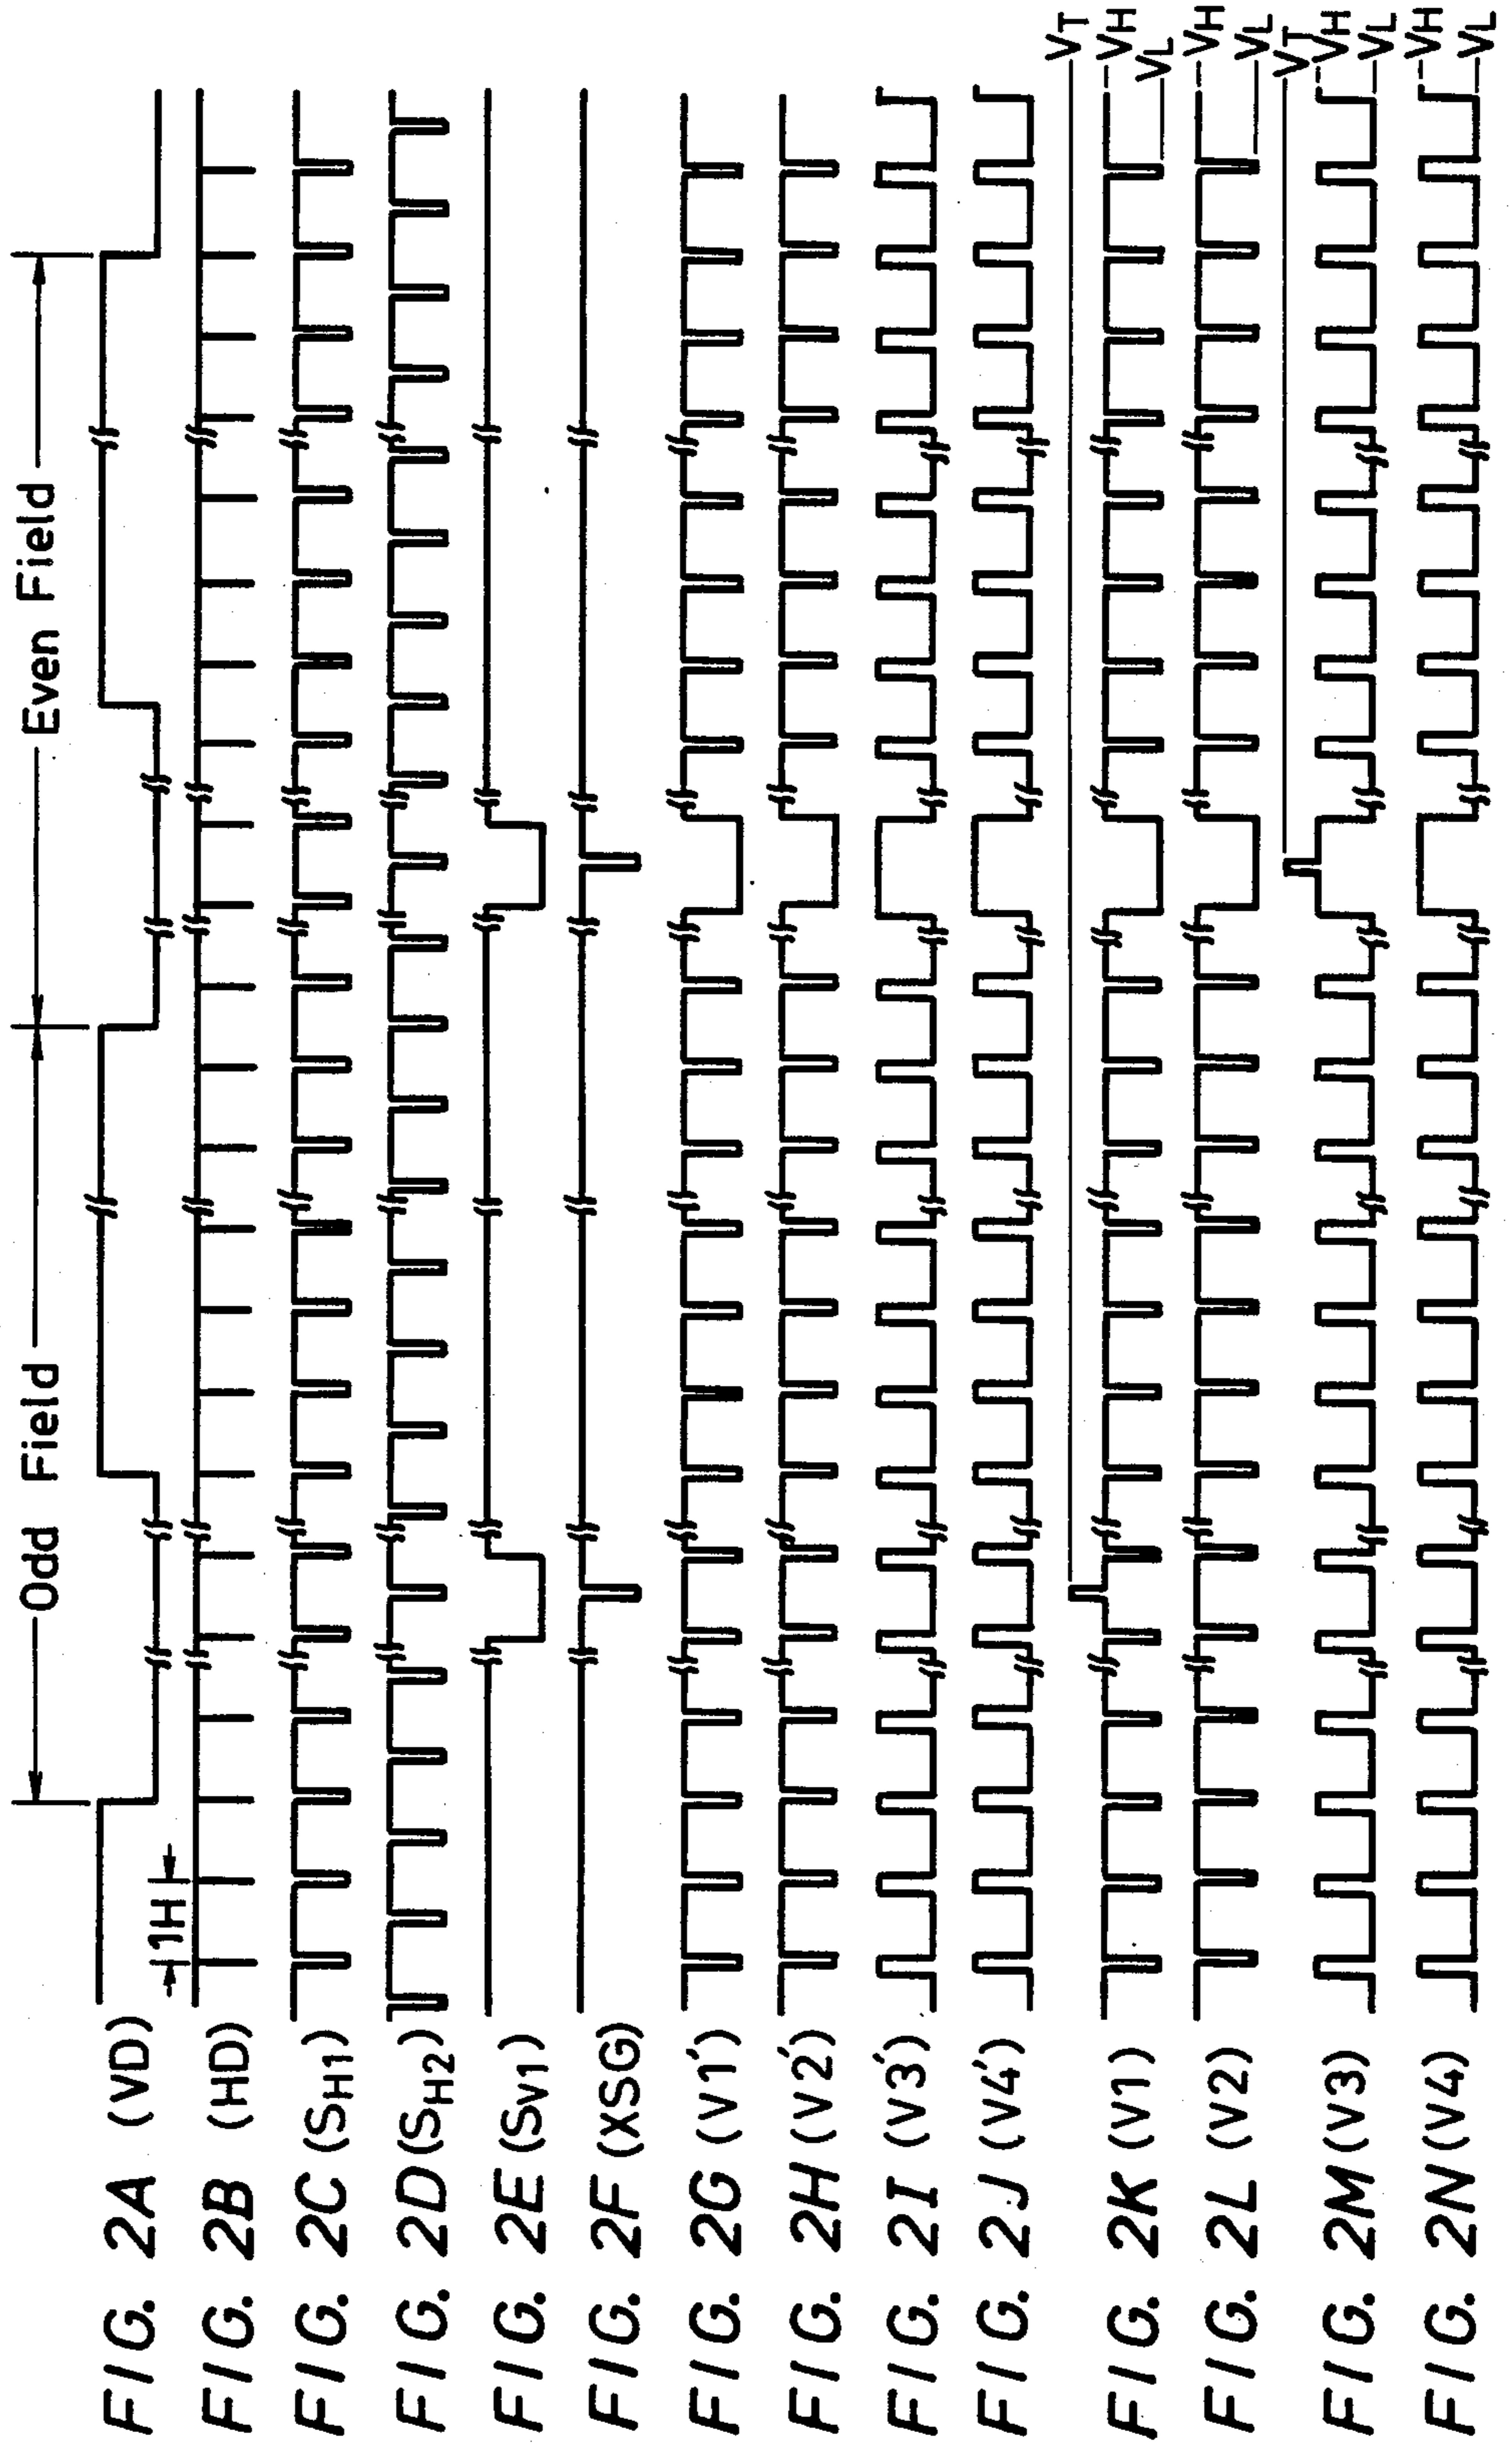 Odd Field
Even Field
FIG. 2A (VD)
1H
FIG. 2B (HD)
FIG. 2C (SH1)
FIG. 2D (SH2)
FIG. 2E (SV1)
FIG. 2F (XSG)
FIG. 2G (V1')
FIG. 2H (V2')
FIG. 2I (V3')
FIG. 2J (V4')
VT
FIG. 2K (V1)
VH
VL
FIG. 2L (V2)
VH
VL
VT
FIG. 2M (V3)
VH
VL
FIG. 2N (V4)
VH
VL